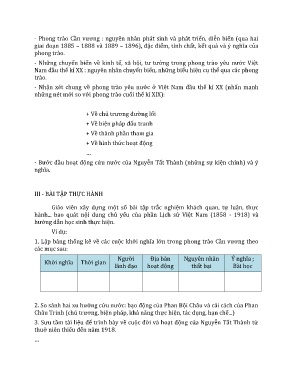 - Phong trào Cần vương : nguyên nhân phát sinh và phát triển, diễn biến (qua hai
giai đoạn 1885 – 1888 và 1889 – 1896), đặc điểm, tính chất, kết quả và ý nghĩa của
phong trào.
- Những chuyển biến về kinh tế, xã hội, tư tưởng trong phong trào yêu nước Việt
Nam đầu thế kỉ XX : nguyên nhân chuyển biến, những biểu hiện cụ thể qua các phong
trào.
- Nhận xét chung về phong trào yêu nước ở Việt Nam đầu thế kỉ XX (nhấn mạnh
những nét mới so với phong trào cuối thế kỉ XIX):
+ Về chủ trương đường lối
+ Về biện pháp đấu tranh
+ Về thành phần tham gia
+ Về hình thức hoạt động
...
- Bước đầu hoạt động cứu nước của Nguyễn Tất Thành (những sự kiện chính) và ý
nghĩa.
III - BÀI TẬP THỰC HÀNH
Giáo viên xây dựng một số bài tập trắc nghiệm khách quan, tự luận, thực
hành... bao quát nội dung chủ yếu của phần Lịch sử Việt Nam (1858 - 1918) và
hướng dẫn học sinh thực hiện.
Ví dụ:
1. Lập bảng thống kê về các cuộc khởi nghĩa lớn trong phong trào Cần vương theo
các mục sau:
Khởi nghĩa Thời gian Người lãnh đạo Địa bàn hoạt động Nguyên nhân thất bại Ý nghĩa ; Bài học
2. So sánh hai xu hướng cứu nước: bạo động của Phan Bội Châu và cải cách của Phan
Châu Trinh (chủ trương, biện pháp, khả năng thực hiện, tác dụng, hạn chế...)
3. Sưu tầm tài liệu để trình bày về cuộc đời và hoạt động của Nguyễn Tất Thành từ
thuở niên thiếu đến năm 1918.
...